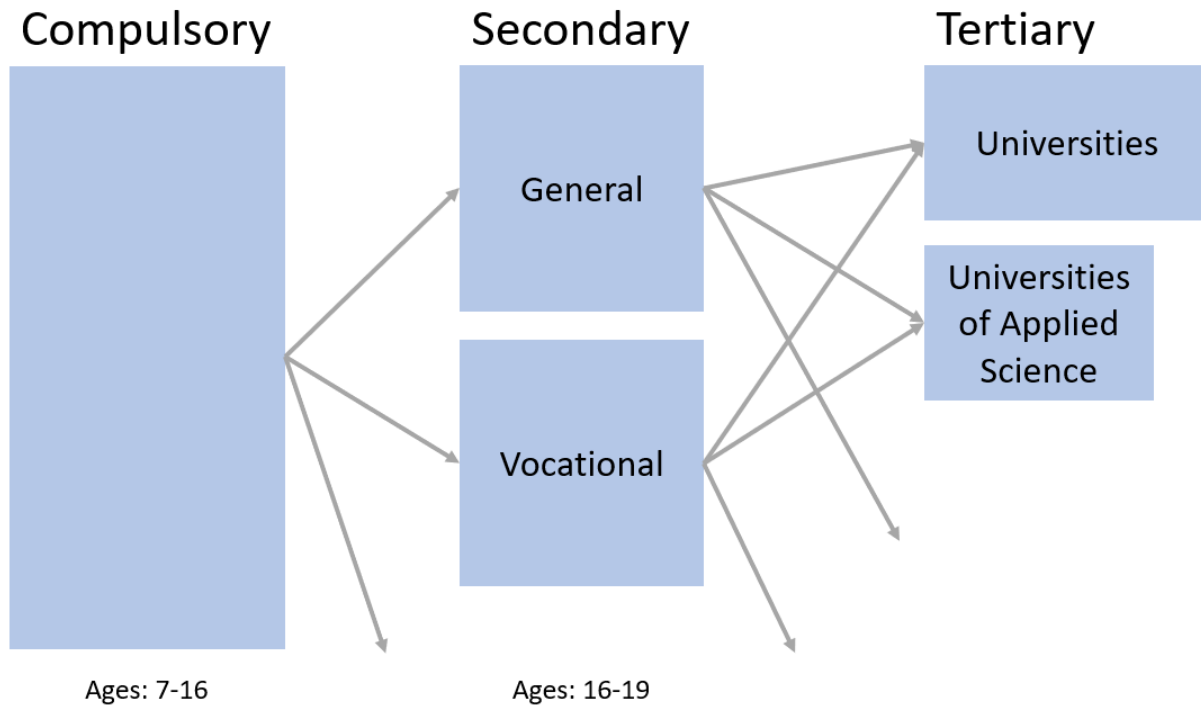 Compulsory
Secondary
Tertiary
General
Vocational
Universities
Universities
of Applied
Science
Ages: 7-16
Ages: 16-19